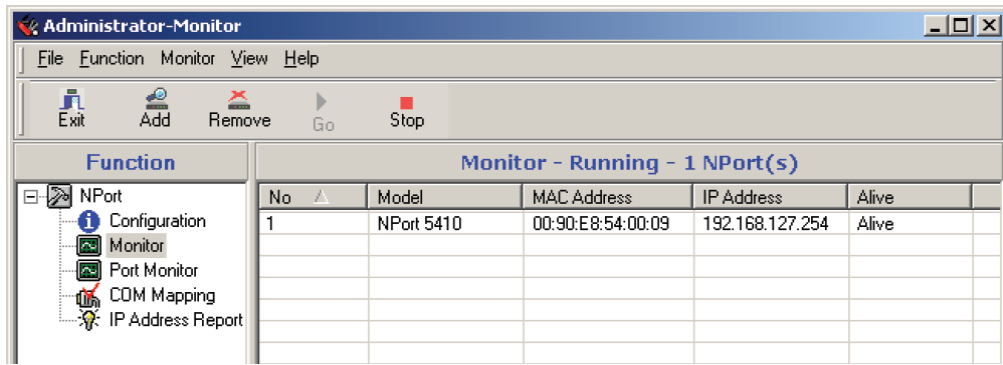 Administrator-Monitor
File Function Monitor View Help
Exit Add Remove Go Stop
Function
Monitor - Running - 1 NPort(s)
NPort
Configuration
Monitor
Port Monitor
COM Mapping
IP Address Report
No Model MAC Address IP Address Alive
1 NPort 5410 00:90:E8:54:00:09 192.168.127.254 Alive